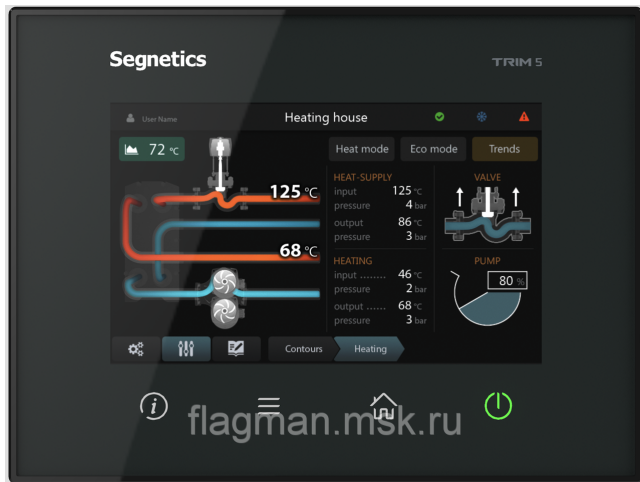 Segnetics
TRIM 5
User Name
Heating house
72 °C
Heat mode
Eco mode
Trends
125 °C
68 °C
HEAT-SUPPLY
input 125 °C
pressure 4 bar
output 86 °C
pressure 3 bar
HEATING
input ........ 46 °C
pressure 2 bar
output ...... 68 °C
pressure 3 bar
VALVE
PUMP
80 %
Contours
Heating
i
flagman.msk.ru